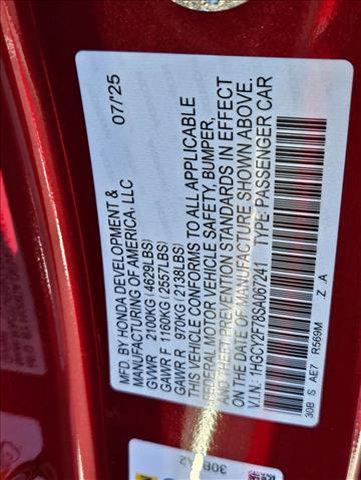 MFD. BY HONDA DEVELOPMENT & 07/25
MANUFACTURING OF AMERICA, LLC
GVWR 2100KG (4629LBS)
GAWR F 1160KG (2557LBS)
GAWR R 970KG (2138LBS)
THIS VEHICLE CONFORMS TO ALL APPLICABLE
FEDERAL MOTOR VEHICLE SAFETY, BUMPER,
AND THEFT PREVENTION STANDARDS IN EFFECT
ON THE DATE OF MANUFACTURE SHOWN ABOVE.
V.I.N.: 1HGCY2F78SA067241 TYPE: PASSENGER CAR
30B S AE7 R569M . Z . A